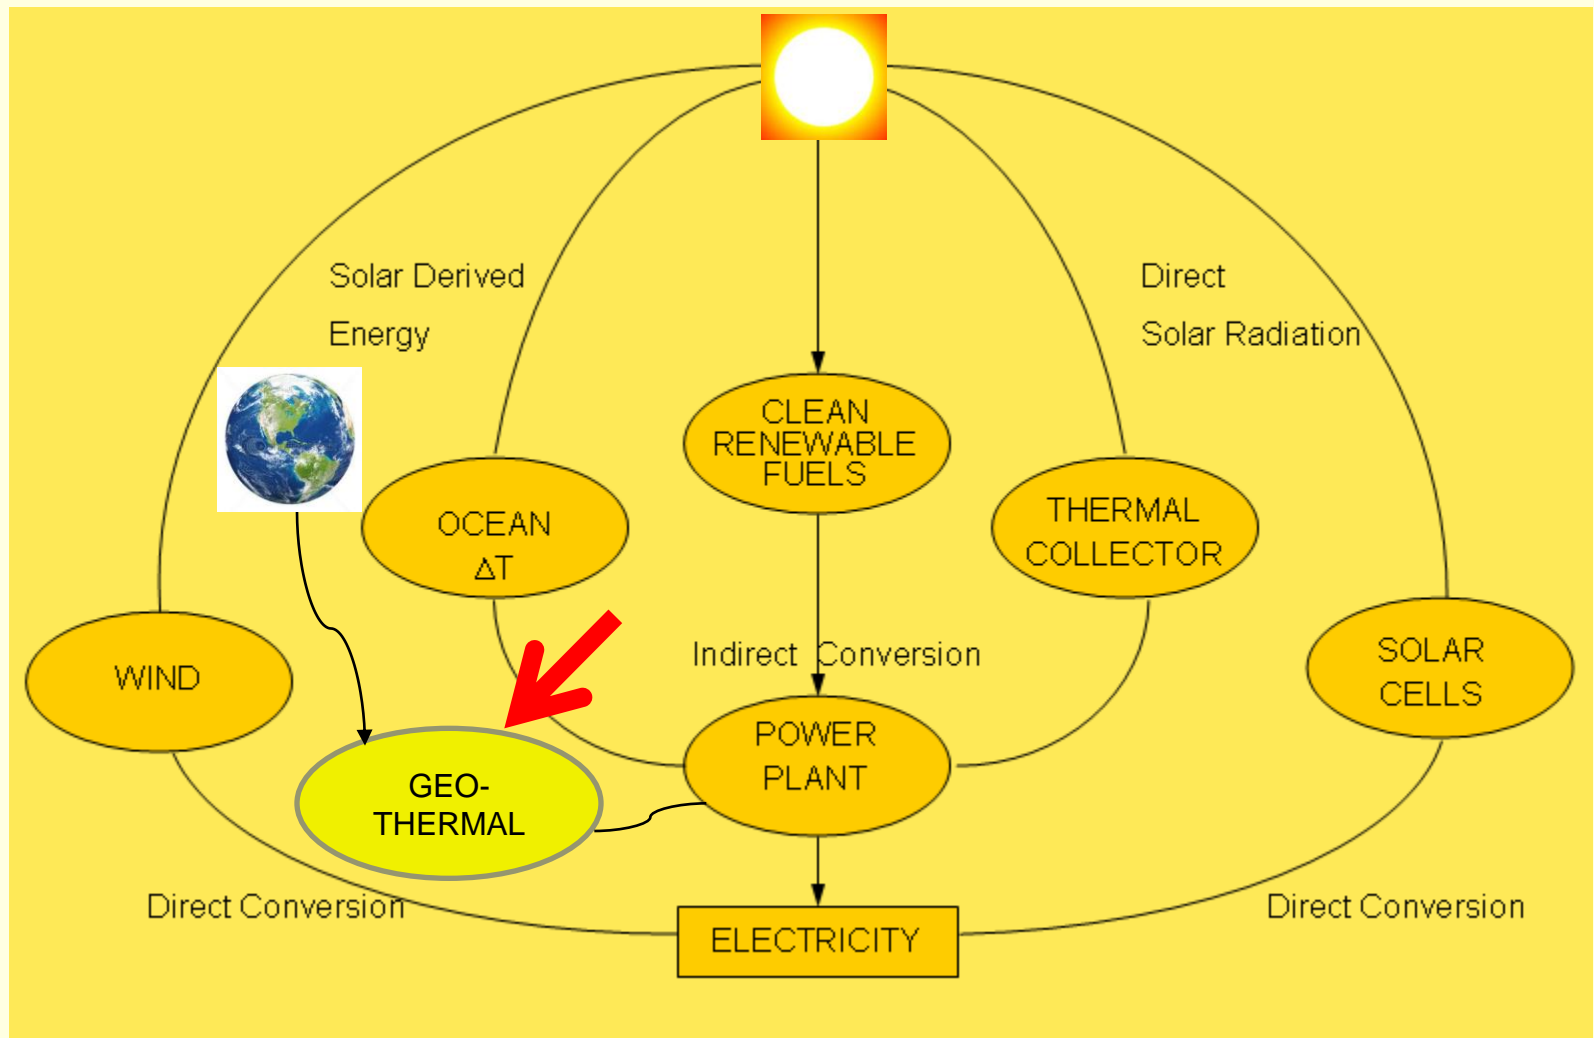 Solar Derived
Energy
Direct
Solar Radiation
CLEAN
RENEWABLE
FUELS
OCEAN
ΔT
THERMAL
COLLECTOR
WIND
Indirect Conversion
SOLAR
CELLS
POWER
PLANT
GEO-
THERMAL
Direct Conversion
Direct Conversion
ELECTRICITY